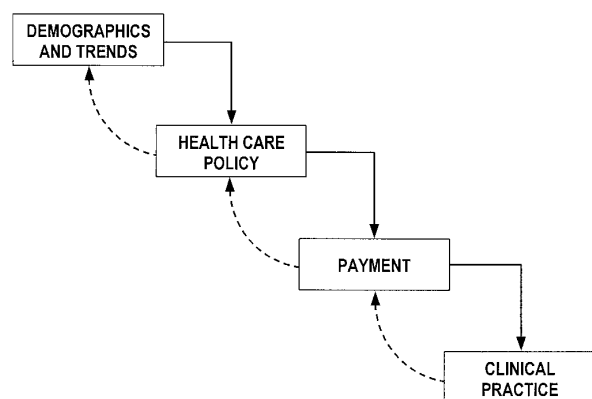 DEMOGRAPHICS
AND TRENDS
HEALTH CARE
POLICY
PAYMENT
CLINICAL
PRACTICE